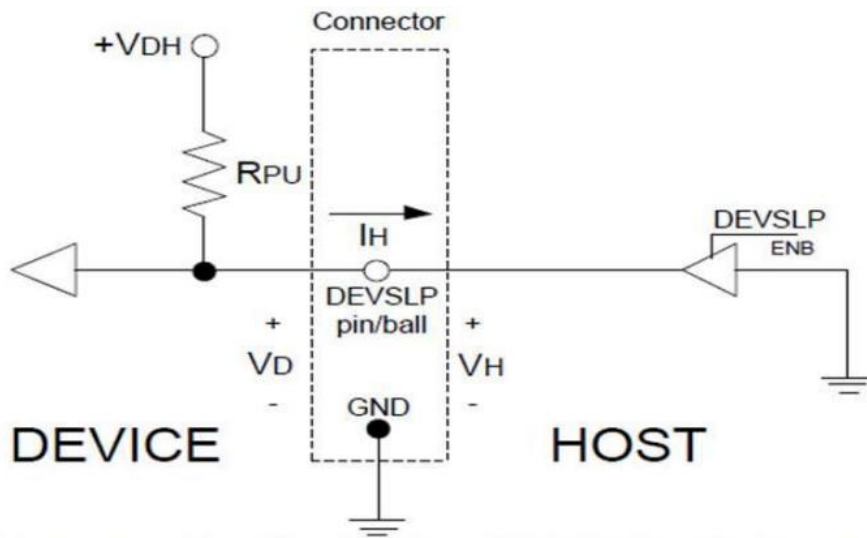 Connector
+VDH
RPU
IH
DEVSLP
ENB
DEVSLP
pin/ball
+
VD
-
+
VH
-
GND
DEVICE
HOST